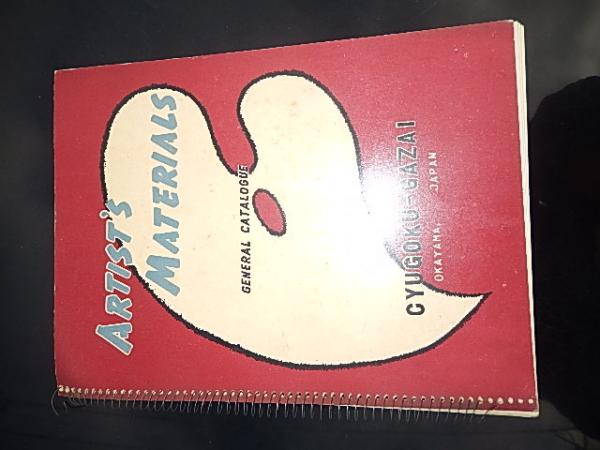 ARTIST'S
MATERIALS
GENERAL CATALOGUE
CYUGOKU-GAZAI
OKAYAMA, JAPAN